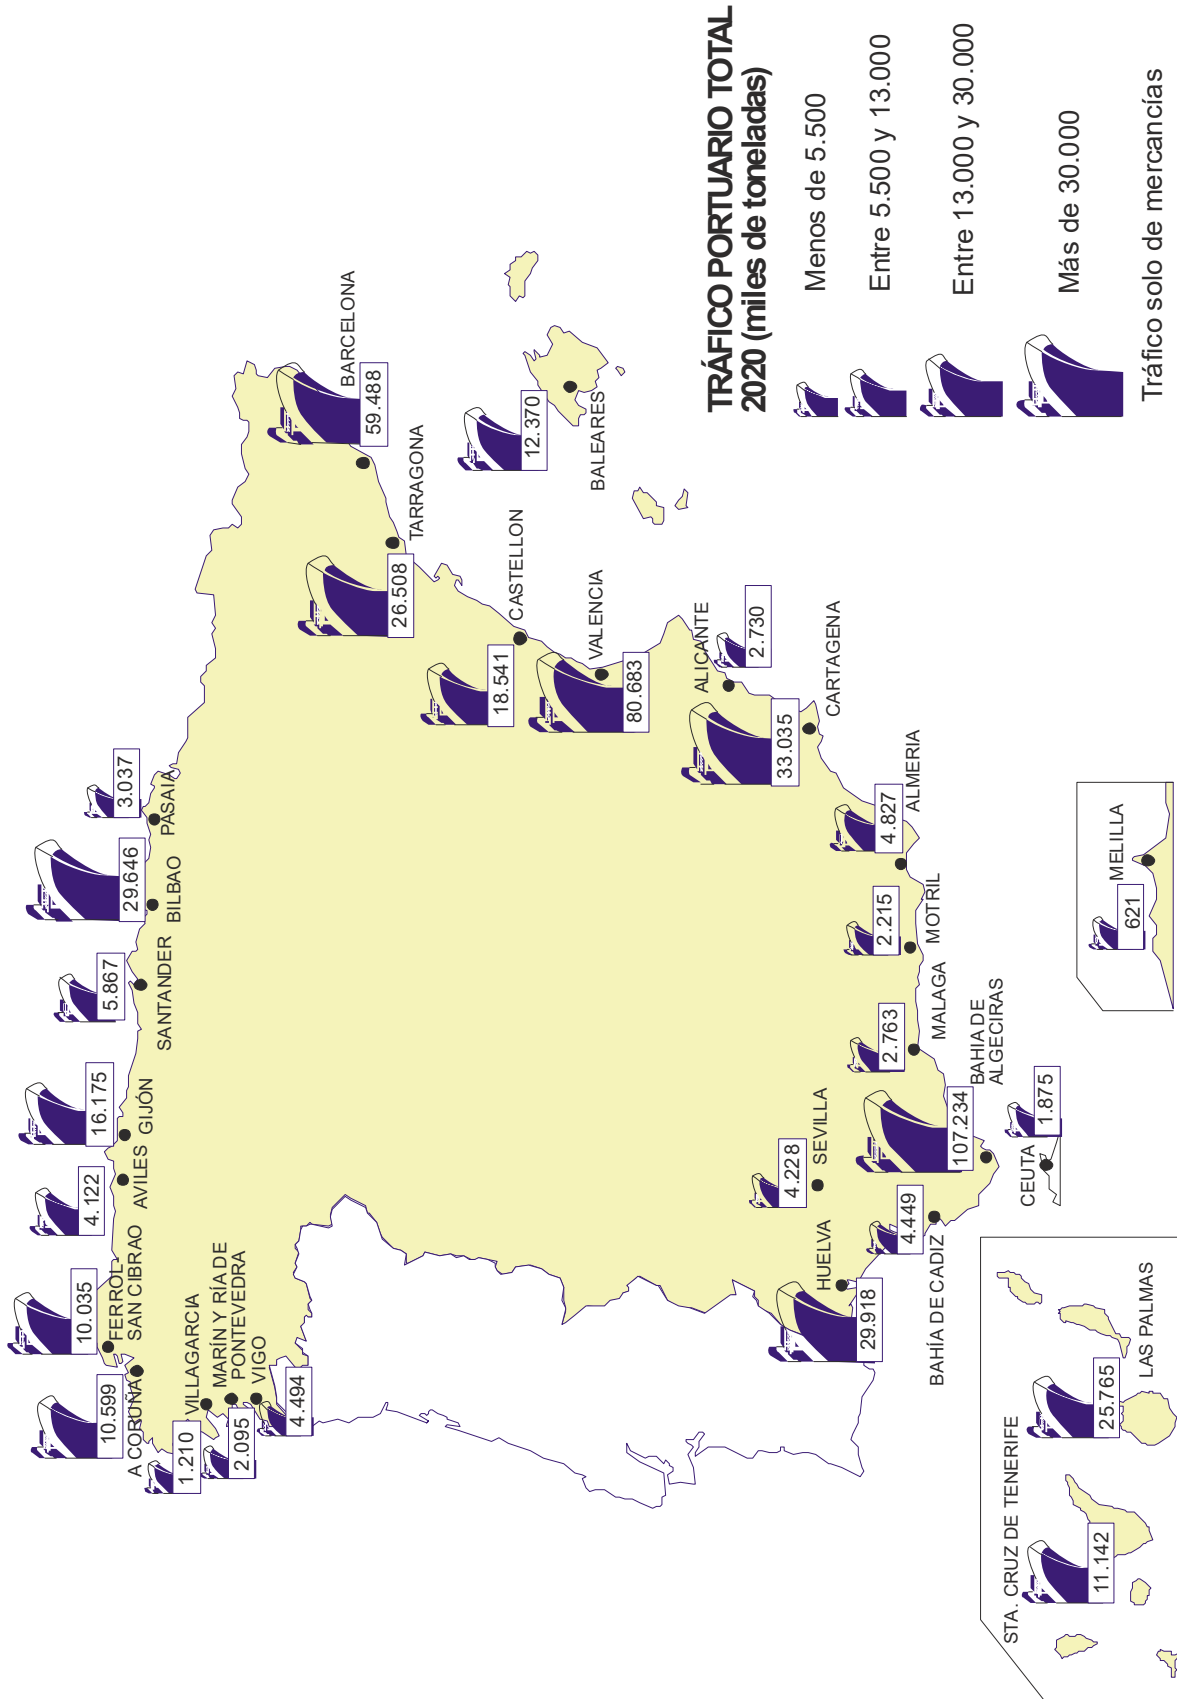 TRÁFICO PORTUARIO TOTAL
2020 (miles de toneladas)
Menos de 5.500
Entre 5.500 y 13.000
Entre 13.000 y 30.000
Más de 30.000
Tráfico solo de mercancías
10.599
A CORUÑA
10.035
FERROL
SAN CIBRAO
4.122
AVILES
16.175
GIJÓN
5.867
SANTANDER
29.646
BILBAO
3.037
PASAIA
1.210
VILLAGARCIA
2.095
MARÍN Y RÍA DE
PONTEVEDRA
4.494
VIGO
59.488
BARCELONA
26.508
TARRAGONA
18.541
CASTELLON
12.370
BALEARES
80.683
VALENCIA
ALICANTE
2.730
33.035
CARTAGENA
4.827
ALMERIA
2.215
MOTRIL
2.763
MALAGA
107.234
BAHIA DE
ALGECIRAS
4.228
SEVILLA
4.449
BAHÍA DE CADIZ
HUELVA
29.918
CEUTA
1.875
MELILLA
621
STA. CRUZ DE TENERIFE
11.142
25.765
LAS PALMAS